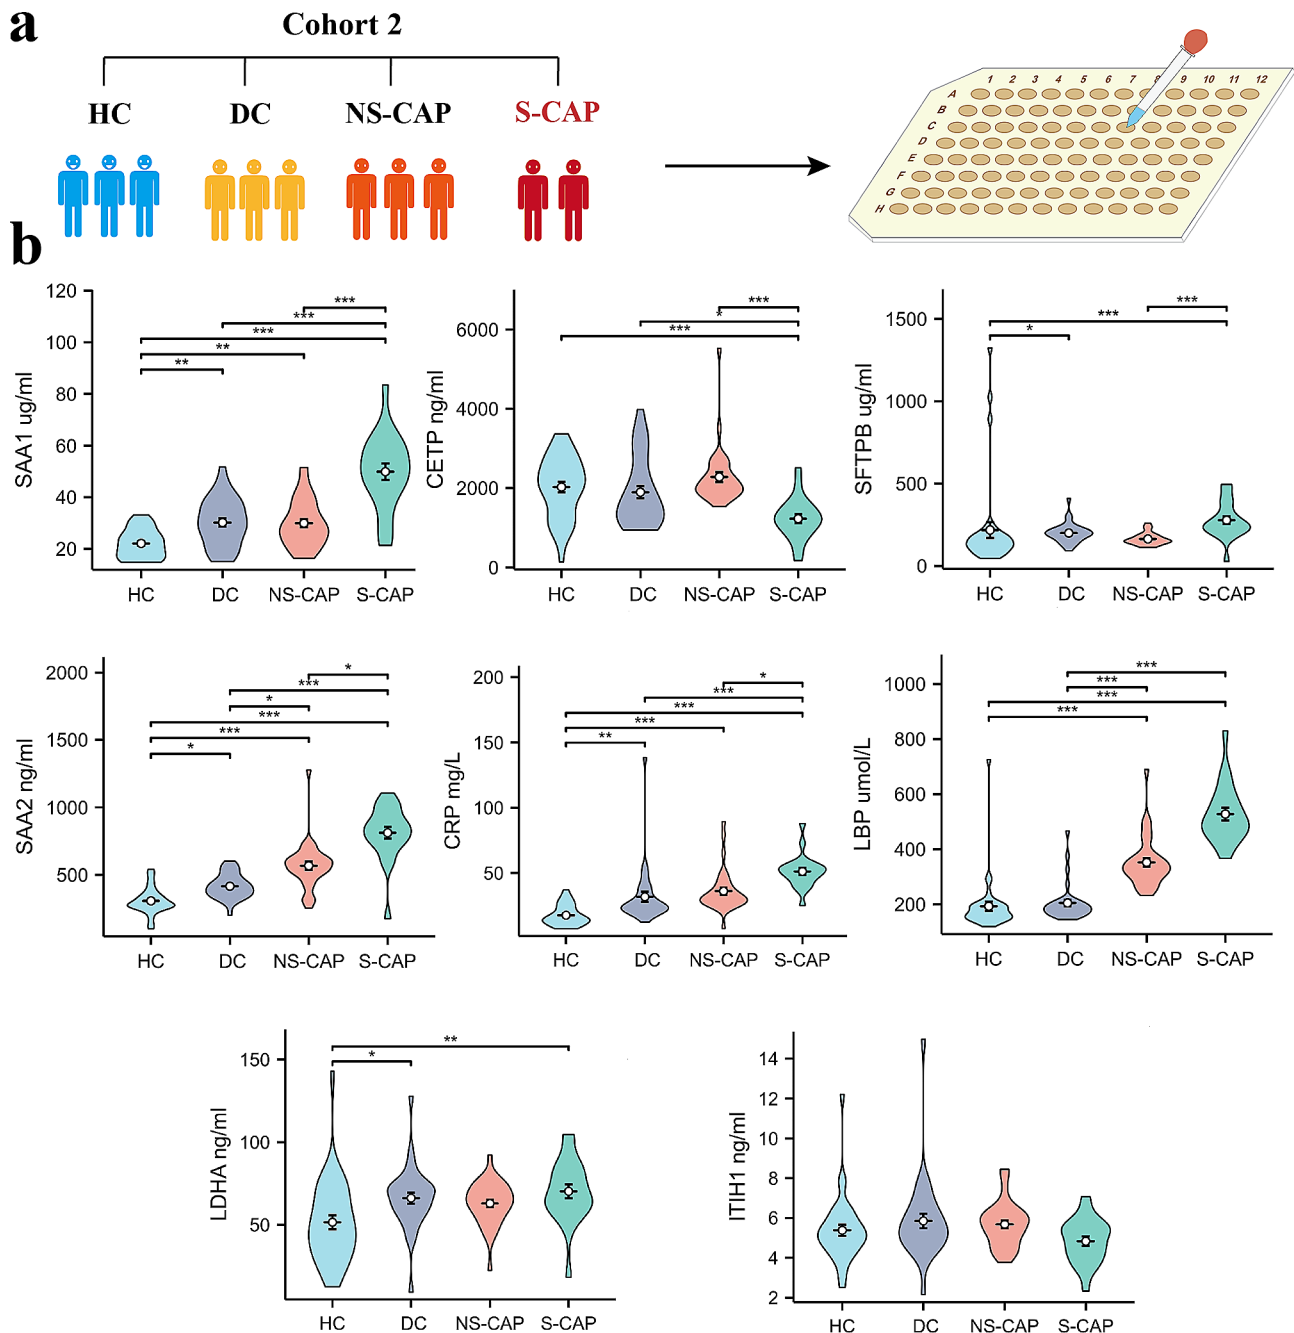 a
Cohort 2
HC DC NS-CAP S-CAP
1 2 3 4 5 6 7 8 9 10 11 12
A
B
C
D
E
F
G
H
b
SAA1 ug/ml
120
100
80
60
40
20
***
***
***
**
**
HC DC NS-CAP S-CAP
CETP ng/ml
6000
4000
2000
0
***
*
***
HC DC NS-CAP S-CAP
SFTPB ug/ml
1500
1000
500
0
***
***
*
HC DC NS-CAP S-CAP
SAA2 ng/ml
2000
1500
1000
500
*
***
*
***
***
*
HC DC NS-CAP S-CAP
CRP mg/L
200
150
100
50
*
***
***
***
**
HC DC NS-CAP S-CAP
LBP umol/L
1000
800
600
400
200
***
***
***
***
HC DC NS-CAP S-CAP
LDHA ng/ml
150
100
50
**
*
HC DC NS-CAP S-CAP
ITIH1 ng/ml
14
12
10
8
6
4
2
HC DC NS-CAP S-CAP